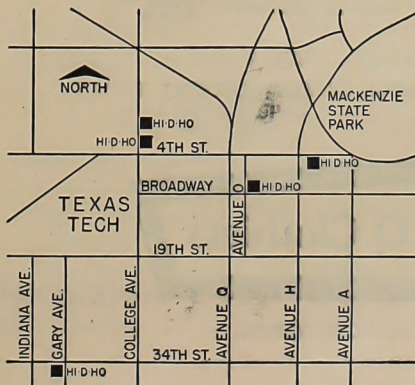 NORTH
MACKENZIE
STATE
PARK
HI·D·HO
HI·D·HO
4TH ST.
HI·D·HO
BROADWAY
HI·D·HO
TEXAS
TECH
AVENUE O
19TH ST.
INDIANA AVE.
GARY AVE.
COLLEGE AVE.
AVENUE Q
AVENUE H
AVENUE A
34TH ST.
HI·D·HO